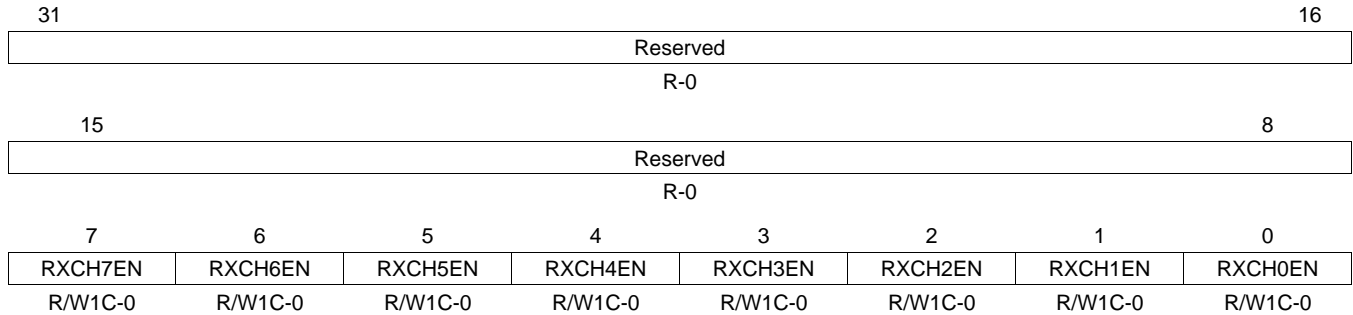 31 16
Reserved
R-0
15 8
Reserved
R-0
7 6 5 4 3 2 1 0
RXCH7EN RXCH6EN RXCH5EN RXCH4EN RXCH3EN RXCH2EN RXCH1EN RXCH0EN
R/W1C-0 R/W1C-0 R/W1C-0 R/W1C-0 R/W1C-0 R/W1C-0 R/W1C-0 R/W1C-0